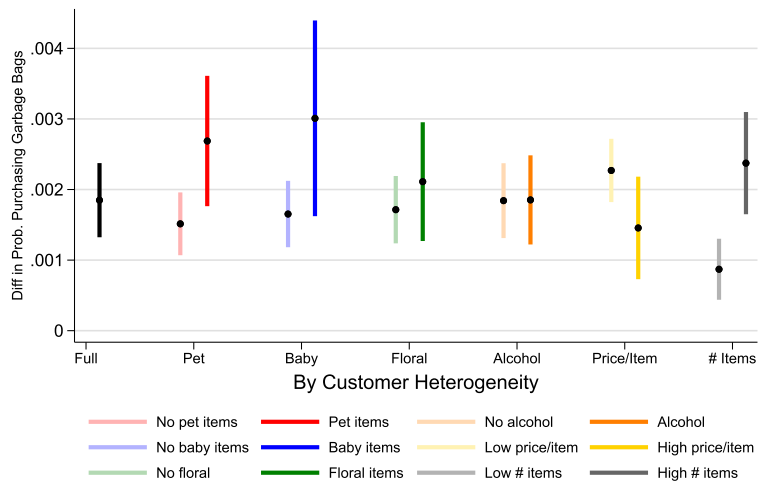 Diff in Prob. Purchasing Garbage Bags
.004
.003
.002
.001
0
Full Pet Baby Floral Alcohol Price/Item # Items
By Customer Heterogeneity
No pet items Pet items No alcohol Alcohol
No baby items Baby items Low price/item High price/item
No floral Floral items Low # items High # items